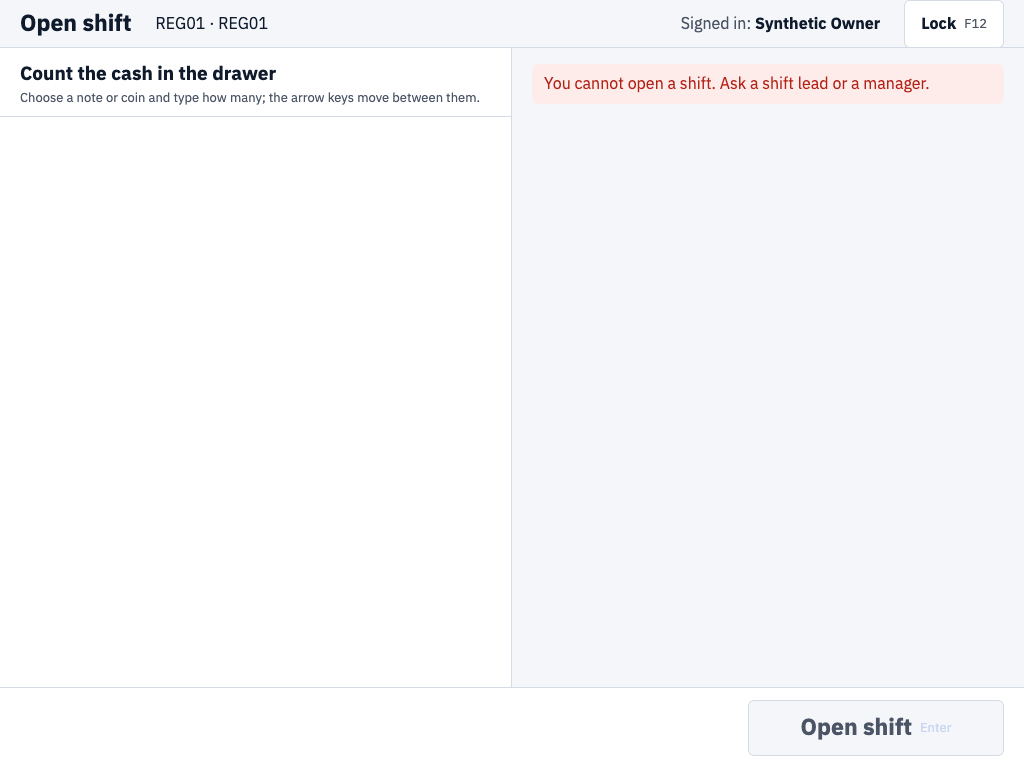 Open shift REG01 · REG01 Signed in: Synthetic Owner Lock F12
Count the cash in the drawer
Choose a note or coin and type how many; the arrow keys move between them.
You cannot open a shift. Ask a shift lead or a manager.
Open shift Enter